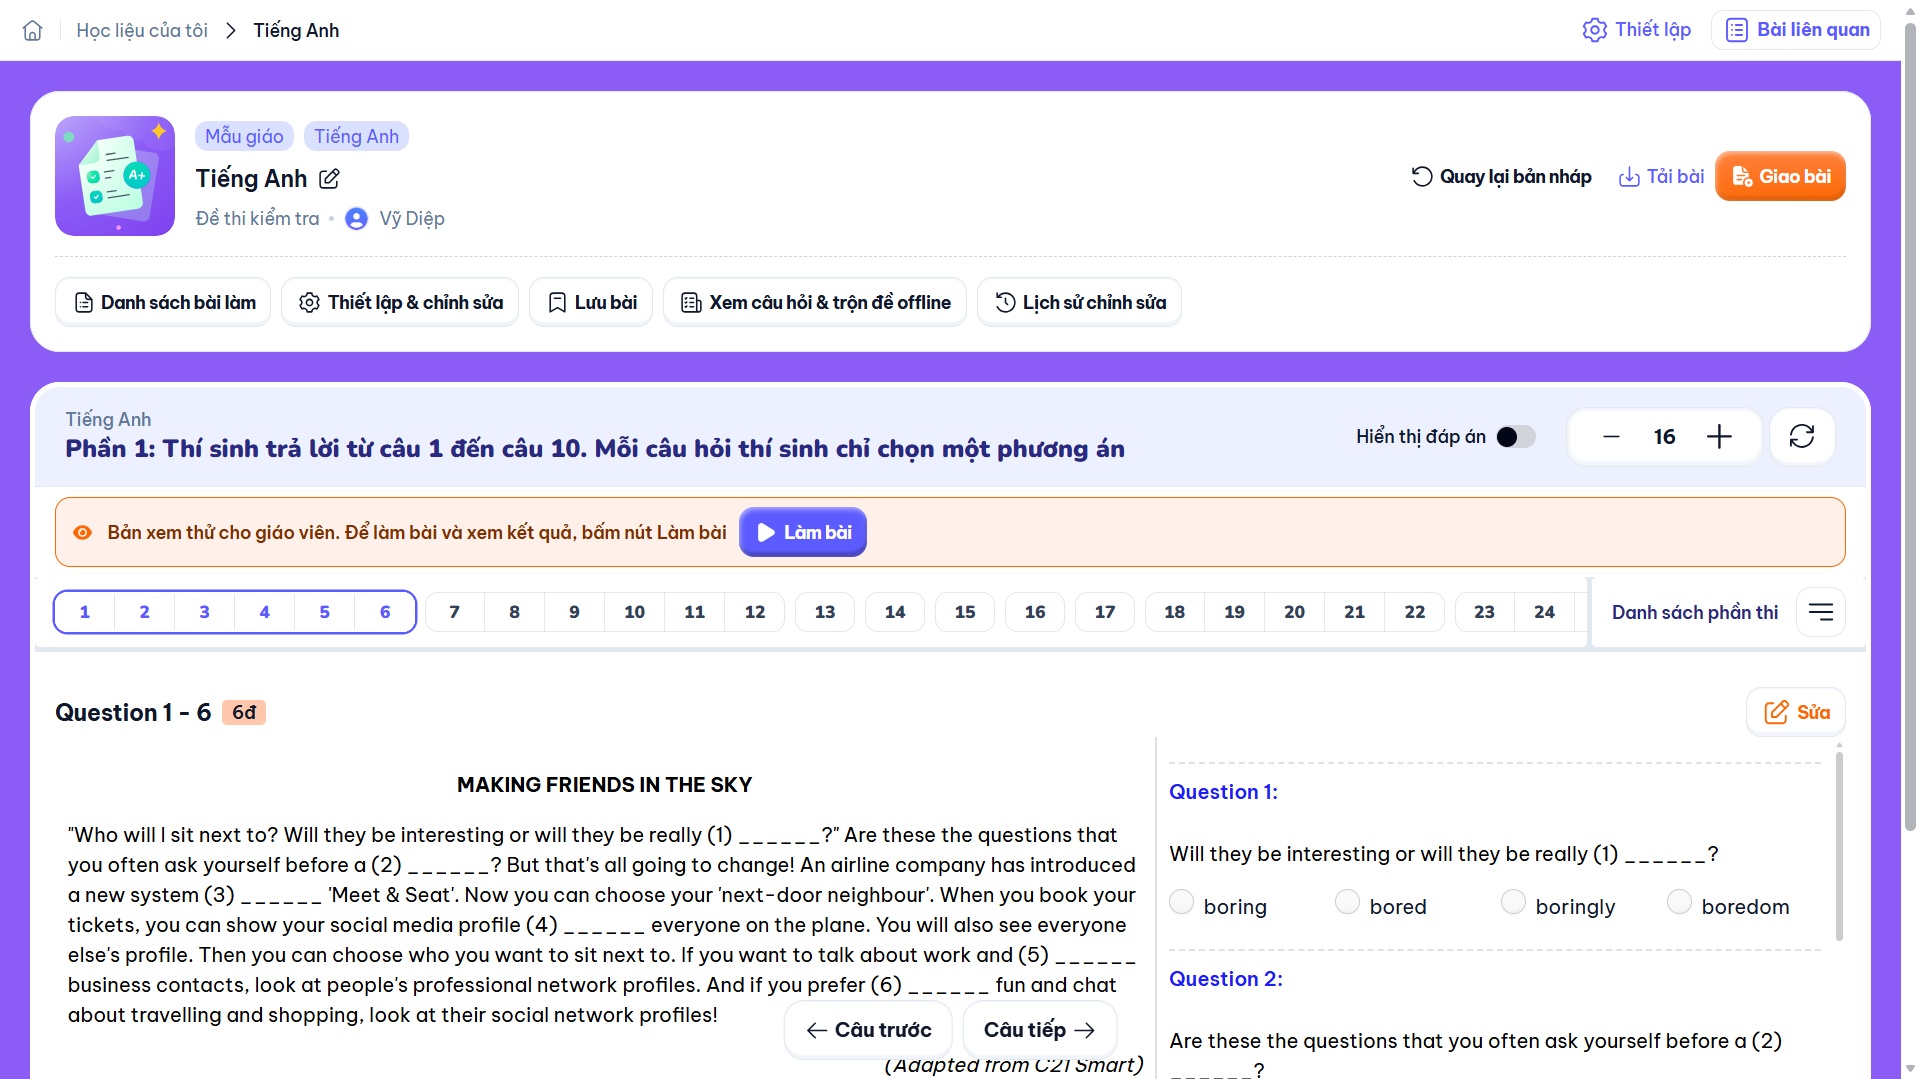 Học liệu của tôi > Tiếng Anh
Thiết lập
Bài liên quan
A+
Mẫu giáo
Tiếng Anh
Tiếng Anh
Đề thi kiểm tra • Vỹ Diệp
Quay lại bản nháp
Tải bài
Giao bài
Danh sách bài làm
Thiết lập & chỉnh sửa
Lưu bài
Xem câu hỏi & trộn đề offline
Lịch sử chỉnh sửa
Tiếng Anh
Phần 1: Thí sinh trả lời từ câu 1 đến câu 10. Mỗi câu hỏi thí sinh chỉ chọn một phương án
Hiển thị đáp án
16
Bản xem thử cho giáo viên. Để làm bài và xem kết quả, bấm nút Làm bài
Làm bài
1 2 3 4 5 6 7 8 9 10 11 12 13 14 15 16 17 18 19 20 21 22 23 24
Danh sách phần thi
Question 1 - 6 6đ
Sửa
MAKING FRIENDS IN THE SKY
"Who will I sit next to? Will they be interesting or will they be really (1) ______?" Are these the questions that
you often ask yourself before a (2) ______? But that's all going to change! An airline company has introduced
a new system (3) ______ 'Meet & Seat'. Now you can choose your 'next-door neighbour'. When you book your
tickets, you can show your social media profile (4) ______ everyone on the plane. You will also see everyone
else's profile. Then you can choose who you want to sit next to. If you want to talk about work and (5) ______
business contacts, look at people's professional network profiles. And if you prefer (6) ______ fun and chat
about travelling and shopping, look at their social network profiles!
(Adapted from C21 Smart)
Câu trước
Câu tiếp
Question 1:
Will they be interesting or will they be really (1) ______?
boring
bored
boringly
boredom
Question 2:
Are these the questions that you often ask yourself before a (2)
______?